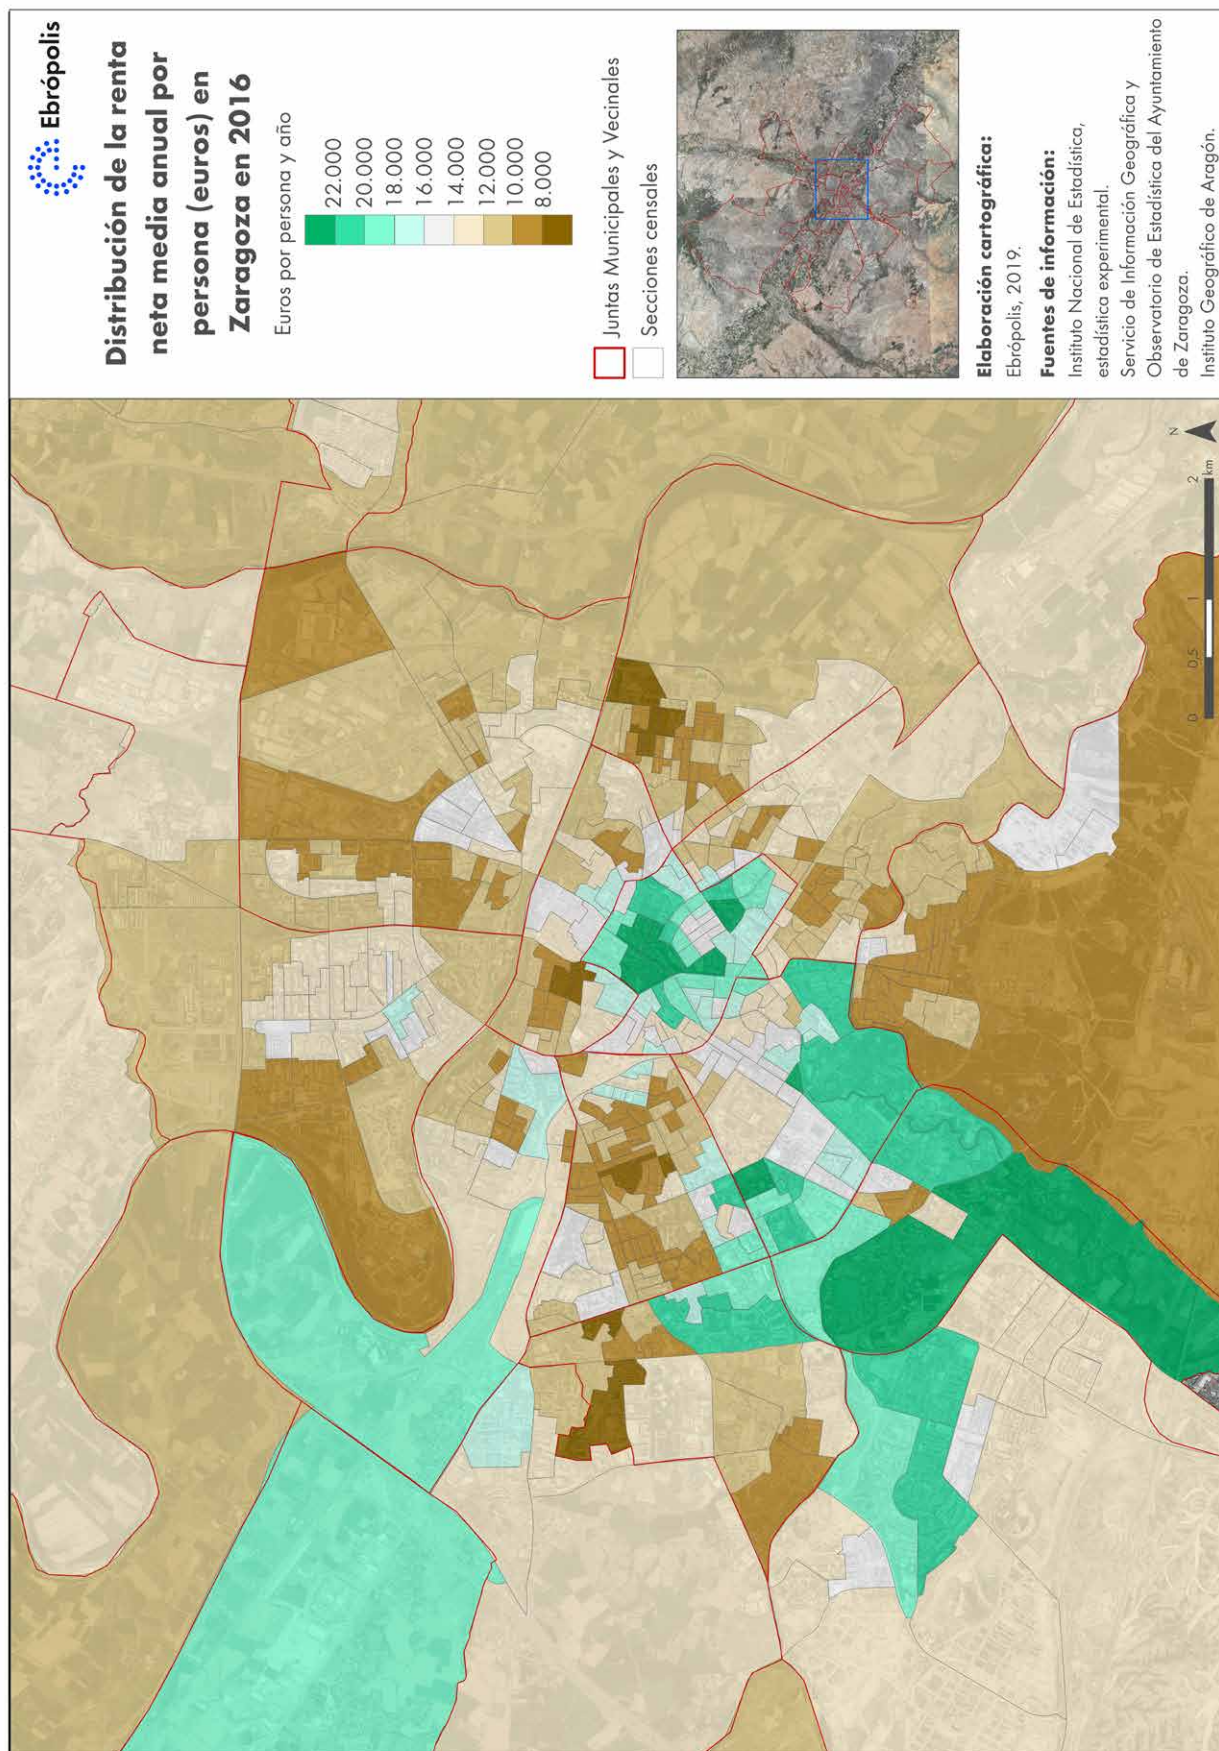 Ebrópolis
Distribución de la renta
neta media anual por
persona (euros) en
Zaragoza en 2016
Euros por persona y año
22.000
20.000
18.000
16.000
14.000
12.000
10.000
8.000
Juntas Municipales y Vecinales
Secciones censales
Elaboración cartográfica:
Ebrópolis, 2019.
Fuentes de información:
Instituto Nacional de Estadística,
estadística experimental.
Servicio de Información Geográfica y
Observatorio de Estadística del Ayuntamiento
de Zaragoza.
Instituto Geográfico de Aragón.
N
0 0,5 1 2
km